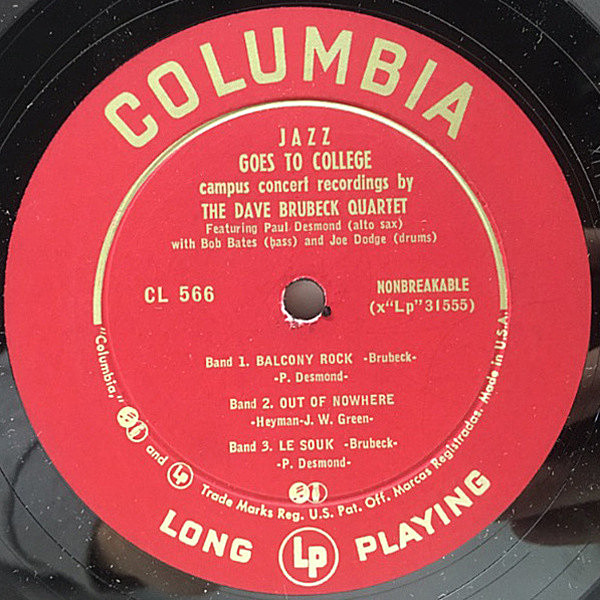 COLUMBIA
JAZZ
GOES TO COLLEGE
campus concert recordings by
THE DAVE BRUBECK QUARTET
Featuring Paul Desmond (alto sax)
with Bob Bates (bass) and Joe Dodge (drums)
CL 566
NONBREAKABLE
(x"Lp"31555)
Band 1. BALCONY ROCK -Brubeck-
-P. Desmond-
Band 2. OUT OF NOWHERE
-Heyman-J. W. Green-
Band 3. LE SOUK -Brubeck-
-P. Desmond-
"Columbia," and Lp Trade Marks Reg. U.S. Pat. Off. Marcas Registradas. Made in U.S.A.
LONG Lp PLAYING